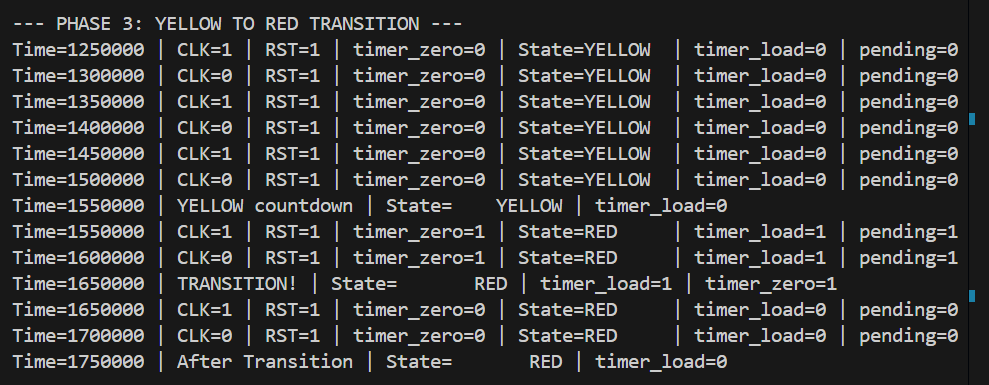 --- PHASE 3: YELLOW TO RED TRANSITION ---
Time=1250000 | CLK=1 | RST=1 | timer_zero=0 | State=YELLOW  | timer_load=0 | pending=0
Time=1300000 | CLK=0 | RST=1 | timer_zero=0 | State=YELLOW  | timer_load=0 | pending=0
Time=1350000 | CLK=1 | RST=1 | timer_zero=0 | State=YELLOW  | timer_load=0 | pending=0
Time=1400000 | CLK=0 | RST=1 | timer_zero=0 | State=YELLOW  | timer_load=0 | pending=0
Time=1450000 | CLK=1 | RST=1 | timer_zero=0 | State=YELLOW  | timer_load=0 | pending=0
Time=1500000 | CLK=0 | RST=1 | timer_zero=0 | State=YELLOW  | timer_load=0 | pending=0
Time=1550000 | YELLOW countdown | State=    YELLOW | timer_load=0
Time=1550000 | CLK=1 | RST=1 | timer_zero=1 | State=RED     | timer_load=1 | pending=1
Time=1600000 | CLK=0 | RST=1 | timer_zero=1 | State=RED     | timer_load=1 | pending=1
Time=1650000 | TRANSITION! | State=       RED | timer_load=1 | timer_zero=1
Time=1650000 | CLK=1 | RST=1 | timer_zero=0 | State=RED     | timer_load=0 | pending=0
Time=1700000 | CLK=0 | RST=1 | timer_zero=0 | State=RED     | timer_load=0 | pending=0
Time=1750000 | After Transition | State=       RED | timer_load=0